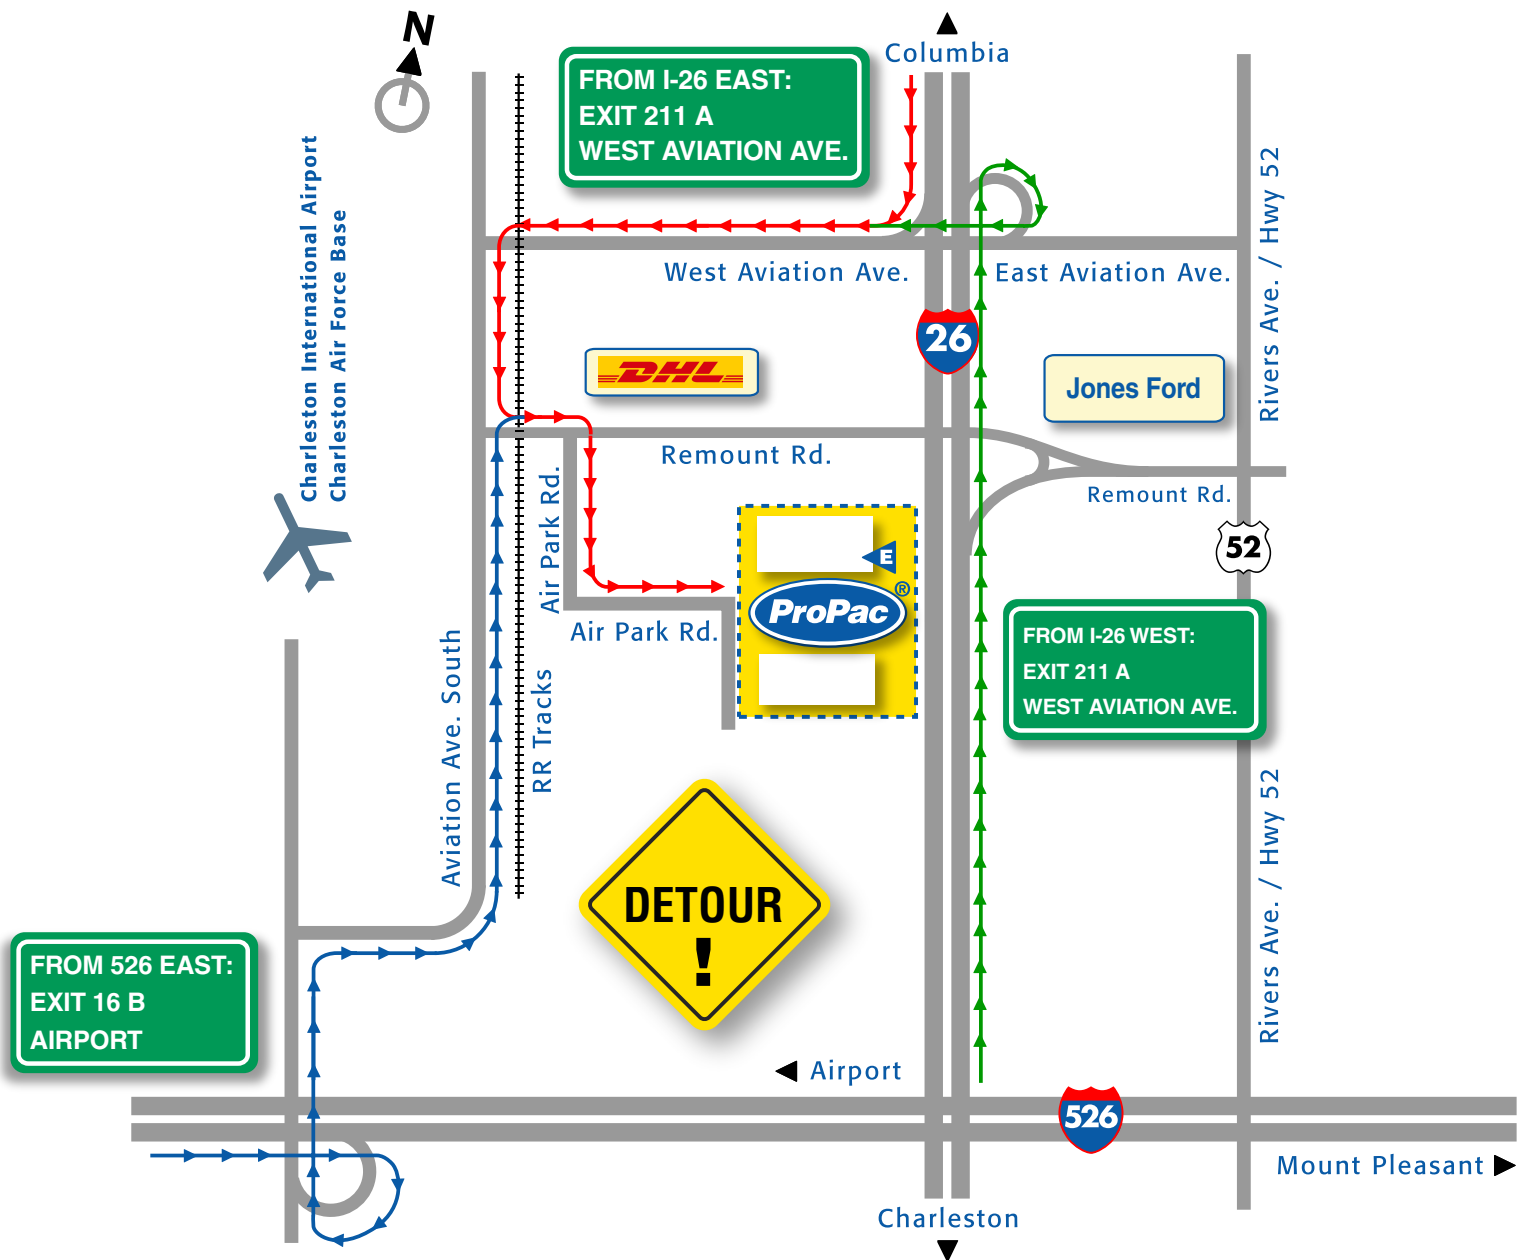 N
Columbia
FROM I-26 EAST:
EXIT 211 A
WEST AVIATION AVE.
Charleston International Airport
Charleston Air Force Base
Rivers Ave. / Hwy 52
West Aviation Ave.
East Aviation Ave.
26
DHL
Jones Ford
Remount Rd.
Remount Rd.
Air Park Rd.
52
E
ProPac®
Air Park Rd.
FROM I-26 WEST:
EXIT 211 A
WEST AVIATION AVE.
Aviation Ave. South
RR Tracks
Rivers Ave. / Hwy 52
DETOUR
!
FROM 526 EAST:
EXIT 16 B
AIRPORT
Airport
526
Mount Pleasant
Charleston